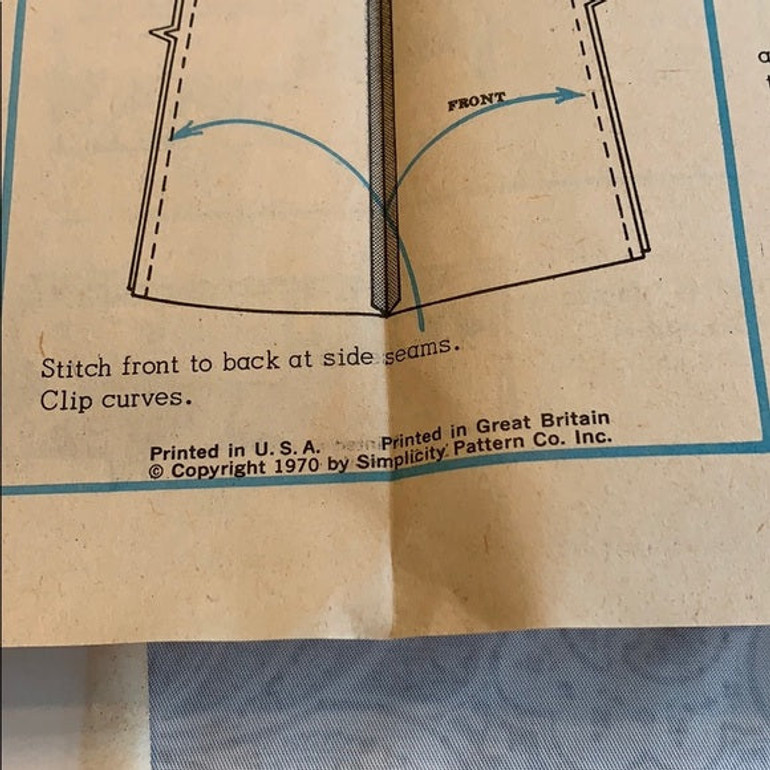 FRONT
Stitch front to back at side seams.
Clip curves.
Printed in U.S.A. Printed in Great Britain
© Copyright 1970 by Simplicity Pattern Co. Inc.